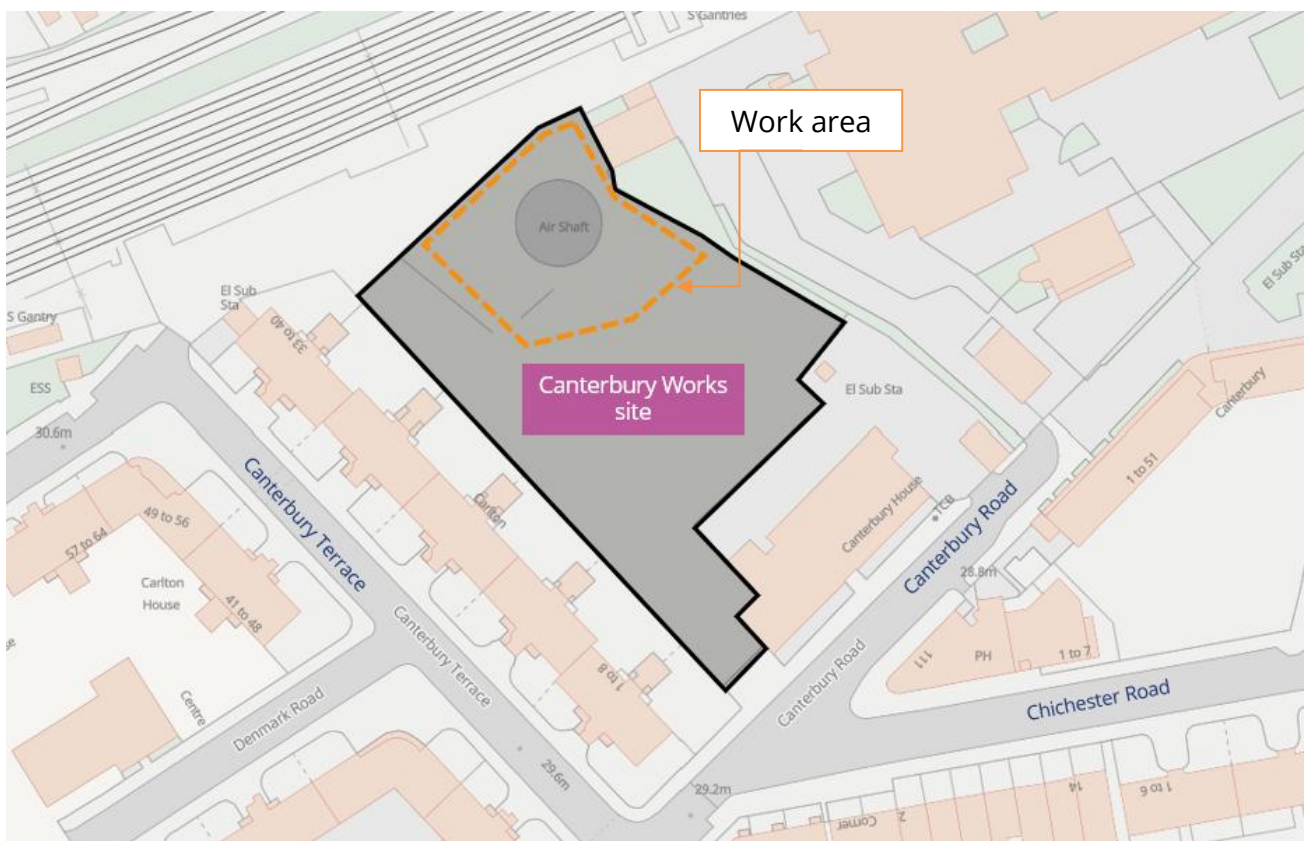 S Gantries
Work area
Air Shaft
El Sub
Sta
33 to 40
S Gantry
ESS
30.6m
Canterbury Works
site
El Sub Sta
El Sub Sta
Canterbury
1 to 51
Canterbury House
TCB
Canterbury Road
28.8m
Canterbury Terrace
Carlton
49 to 56
57 to 64
Carlton
House
41 to 48
Canterbury Terrace
1 to 8
Canterbury Road
111
PH
1 to 7
Chichester Road
Centre
Denmark Road
29.6m
29.2m
14
1 to 6
2
Corner